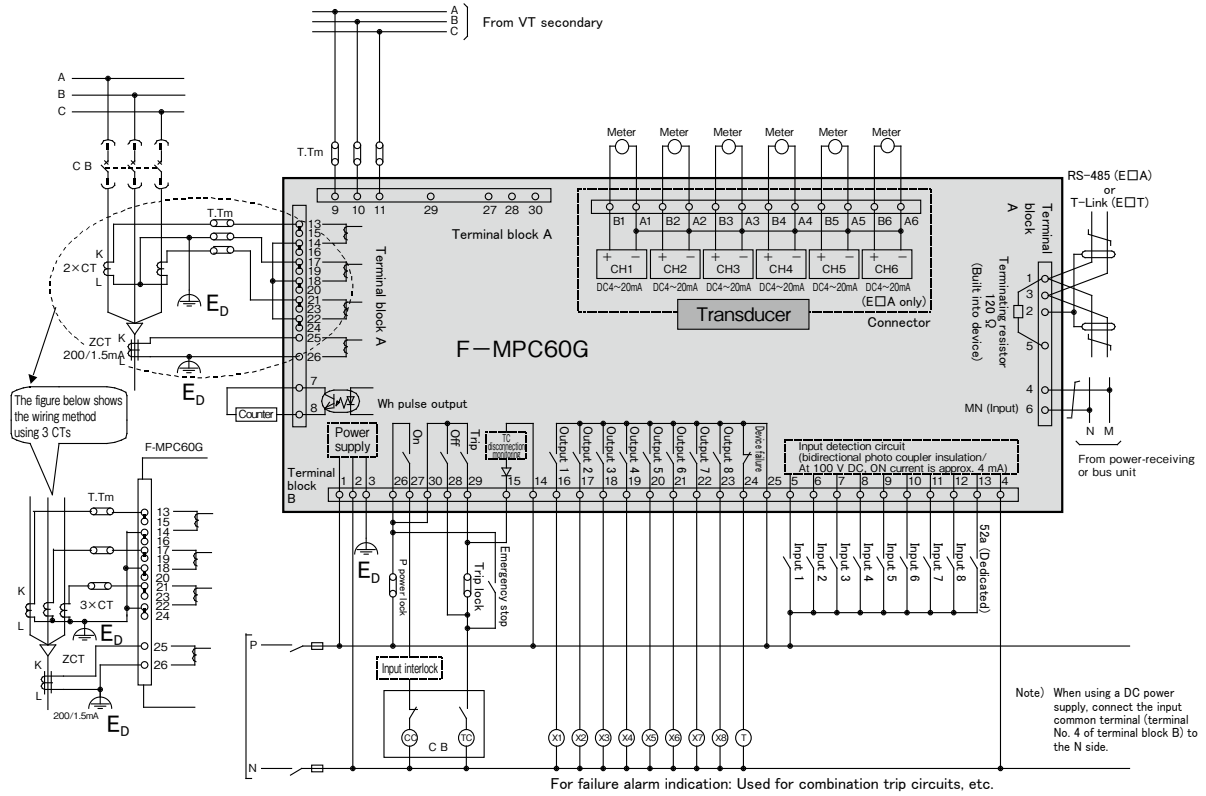 A
B
C
From VT secondary
A
B
C
CB
T.Tm
9 10 11 29 27 28 30
Terminal block A
T.Tm
K
2×CT
L
E_D
13
15
14
16
17
19
18
20
21
23
22
24
25
26
Terminal block A
ZCT
200/1.5mA
K
L
E_D
7
8
Counter
Wh pulse output
F-MPC60G
Meter Meter Meter Meter Meter Meter
B1 A1 B2 A2 B3 A3 B4 A4 B5 A5 B6 A6
+ − + − + − + − + − + −
CH1 CH2 CH3 CH4 CH5 CH6
DC4~20mA DC4~20mA DC4~20mA DC4~20mA DC4~20mA DC4~20mA
(E□A only)
Transducer
Connector
RS-485 (E□A)
or
T-Link (E□T)
Terminal
block
A
Terminating resistor
120 Ω
(Built into device)
1
3
2
5
4
MN (Input) 6
N M
From power-receiving
or bus unit
The figure below shows
the wiring method
using 3 CTs
F-MPC60G
T.Tm
13
15
14
16
17
19
18
20
21
23
22
24
25
26
K
L
3×CT
E_D
ZCT
K
L
200/1.5mA
E_D
Power
supply
On
Off
Trip
TC
disconnection
monitoring
Output 1
Output 2
Output 3
Output 4
Output 5
Output 6
Output 7
Output 8
Device failure
Input detection circuit
(bidirectional photo coupler insulation/
At 100 V DC, ON current is approx. 4 mA)
Terminal
block
B
1 2 3 26 27 30 28 29 15 14 16 17 18 19 20 21 22 23 24 25 5 6 7 8 9 10 11 12 13 4
E_D
P power lock
Trip lock
Emergency stop
Input 1
Input 2
Input 3
Input 4
Input 5
Input 6
Input 7
Input 8
52a (Dedicated)
P
Input interlock
CC
TC
CB
X1 X2 X3 X4 X5 X6 X7 X8 T
N
Note) When using a DC power
supply, connect the input
common terminal (terminal
No. 4 of terminal block B) to
the N side.
For failure alarm indication: Used for combination trip circuits, etc.